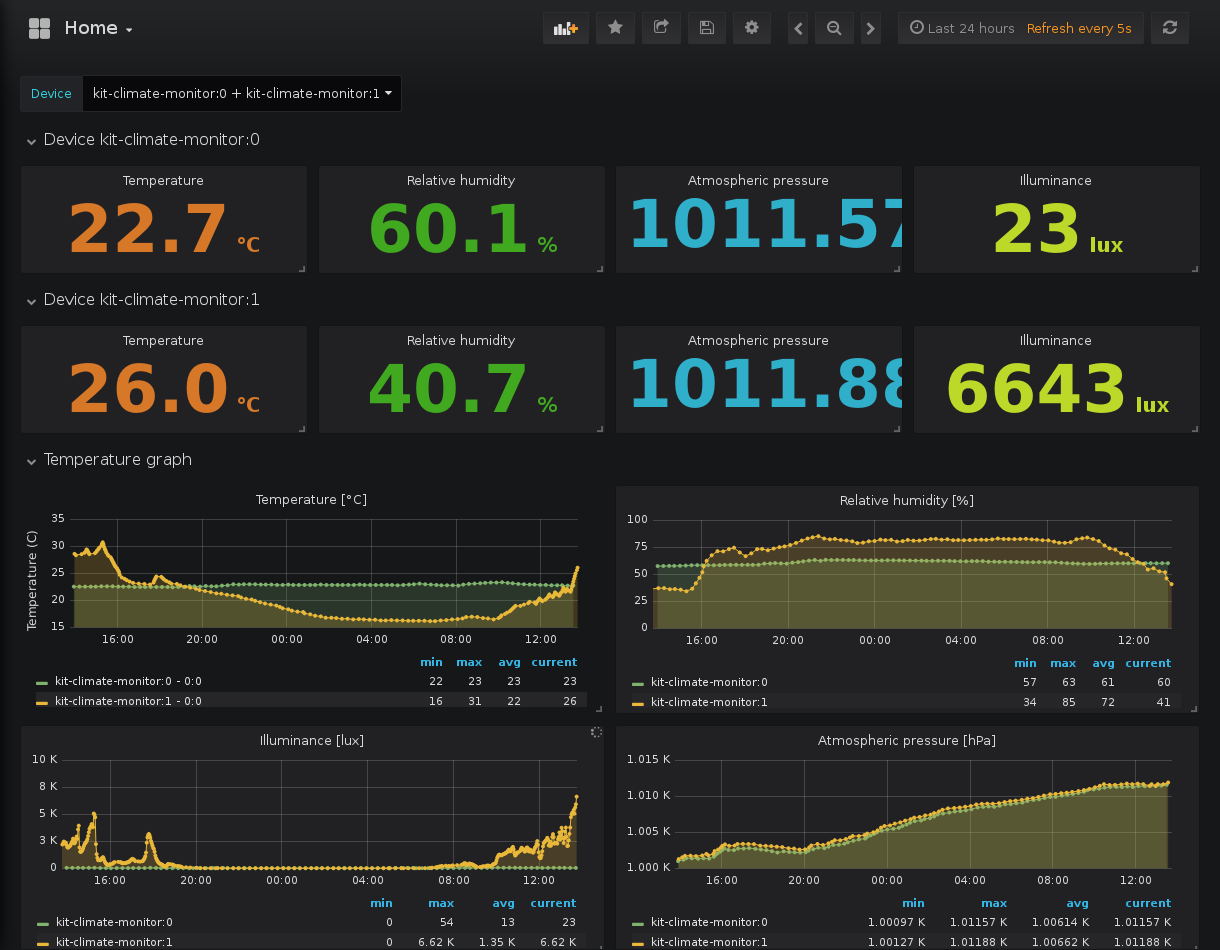 Home
Last 24 hours Refresh every 5s
Device kit-climate-monitor:0 + kit-climate-monitor:1
Device kit-climate-monitor:0
Temperature Relative humidity Atmospheric pressure Illuminance
22.7 °C 60.1 % 1011.57 23 lux
Device kit-climate-monitor:1
Temperature Relative humidity Atmospheric pressure Illuminance
26.0 °C 40.7 % 1011.88 6643 lux
Temperature graph
Temperature [°C]
Temperature (C)
35
30
25
20
15
16:00 20:00 00:00 04:00 08:00 12:00
min max avg current
kit-climate-monitor:0 - 0:0 22 23 23 23
kit-climate-monitor:1 - 0:0 16 31 22 26
Relative humidity [%]
100
75
50
25
0
16:00 20:00 00:00 04:00 08:00 12:00
min max avg current
kit-climate-monitor:0 57 63 61 60
kit-climate-monitor:1 34 85 72 41
Illuminance [lux]
10 K
8 K
5 K
3 K
0
16:00 20:00 00:00 04:00 08:00 12:00
min max avg current
kit-climate-monitor:0 0 54 13 23
kit-climate-monitor:1 0 6.62 K 1.35 K 6.62 K
Atmospheric pressure [hPa]
1.015 K
1.010 K
1.005 K
1.000 K
16:00 20:00 00:00 04:00 08:00 12:00
min max avg current
kit-climate-monitor:0 1.00097 K 1.01157 K 1.00614 K 1.01157 K
kit-climate-monitor:1 1.00127 K 1.01188 K 1.00662 K 1.01188 K